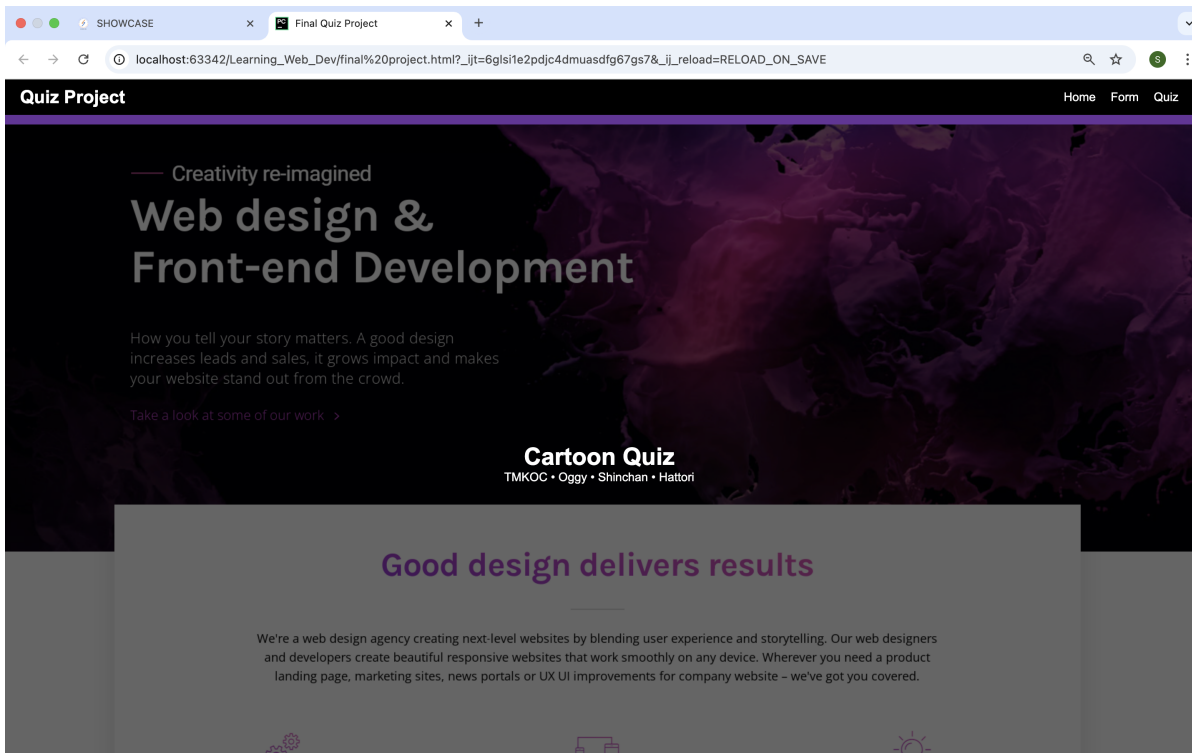 SHOWCASE
Final Quiz Project
localhost:63342/Learning_Web_Dev/final%20project.html?_ijt=6glsi1e2pdjc4dmuasdfg67gs7&_ij_reload=RELOAD_ON_SAVE
S
Quiz Project
Home Form Quiz
Creativity re-imagined
Web design &
Front-end Development
How you tell your story matters. A good design
increases leads and sales, it grows impact and makes
your website stand out from the crowd.
Take a look at some of our work >
Cartoon Quiz
TMKOC • Oggy • Shinchan • Hattori
Good design delivers results
We're a web design agency creating next-level websites by blending user experience and storytelling. Our web designers
and developers create beautiful responsive websites that work smoothly on any device. Wherever you need a product
landing page, marketing sites, news portals or UX UI improvements for company website – we've got you covered.